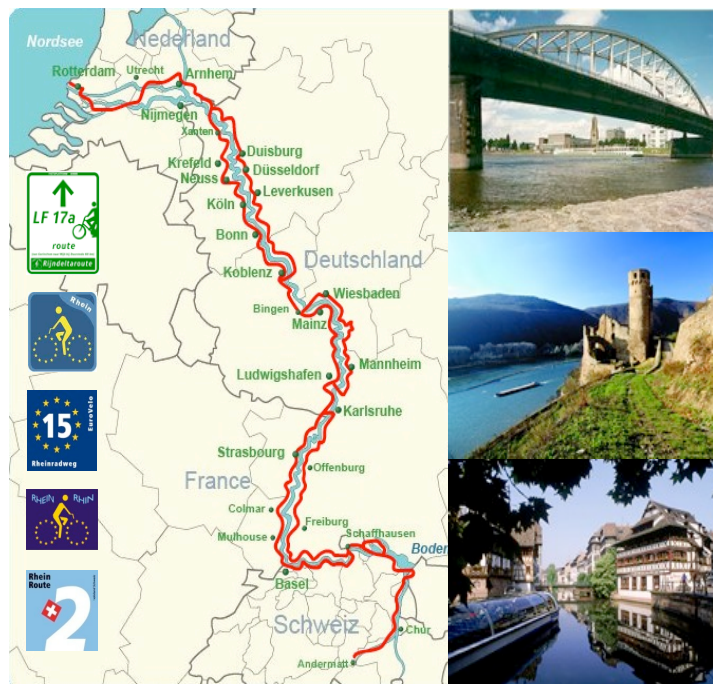 Nordsee
Nederland
Rotterdam
Utrecht
Arnhem
Nijmegen
Xanten
Duisburg
Krefeld
Düsseldorf
Neuss
Leverkusen
Köln
Bonn
Deutschland
Koblenz
Wiesbaden
Bingen
Mainz
Mannheim
Ludwigshafen
Karlsruhe
Strasbourg
Offenburg
France
Colmar
Freiburg
Mulhouse
Schaffhausen
Boden
Basel
Schweiz
Chur
Andermatt
LF 17a
route
Rijndeltaroute
Rhein
15
EuroVelo
Rheinradweg
RHEIN RHIN
Rhein
Route
2